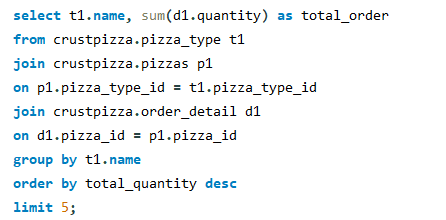 select t1.name, sum(d1.quantity) as total_order
from crustpizza.pizza_type t1
join crustpizza.pizzas p1
on p1.pizza_type_id = t1.pizza_type_id
join crustpizza.order_detail d1
on d1.pizza_id = p1.pizza_id
group by t1.name
order by total_quantity desc
limit 5;